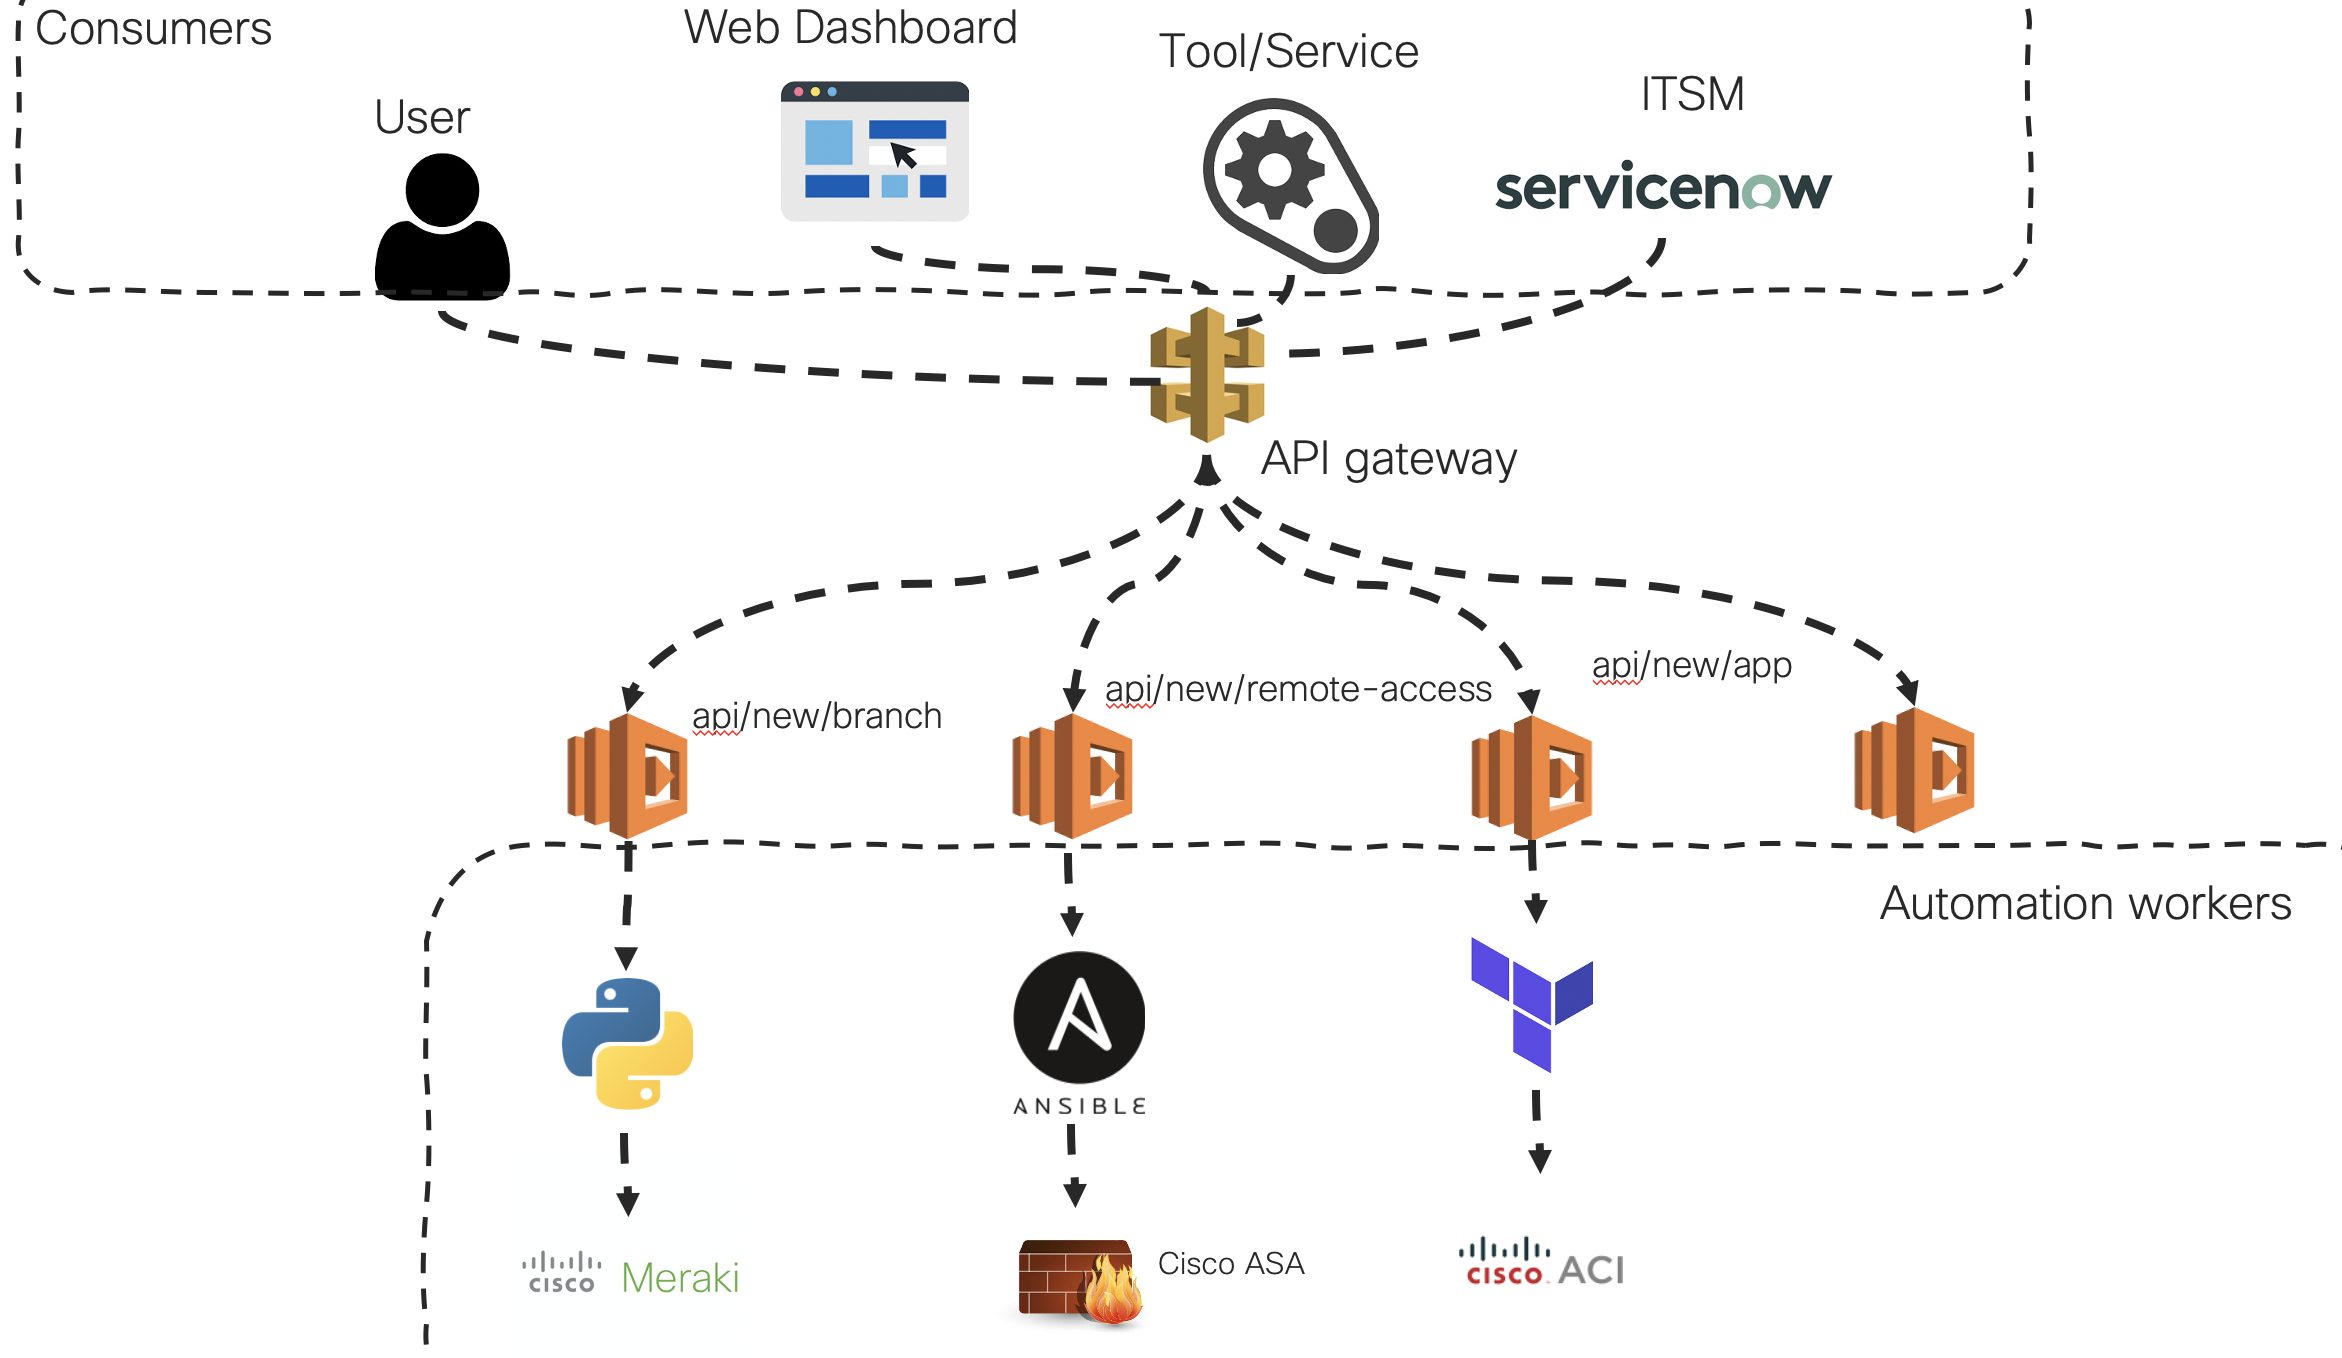 Consumers
Web Dashboard
Tool/Service
ITSM
User
servicenow
API gateway
api/new/app
api/new/remote-access
api/new/branch
Automation workers
ANSIBLE
cisco Meraki
Cisco ASA
CISCO ACI